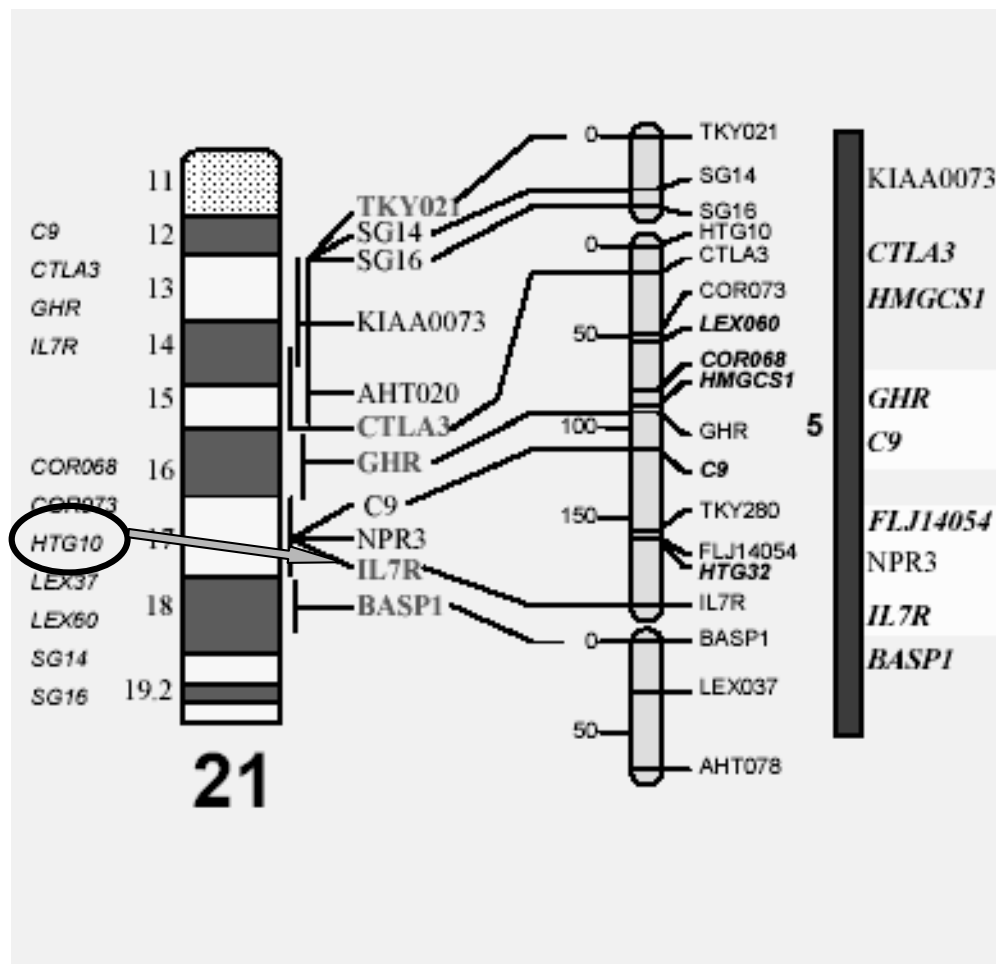 C9
CTLA3
GHR
IL7R
COR068
COR073
HTG10
LEX37
LEX60
SG14
SG16
11
12
13
14
15
16
17
18
19.2
21
TKY021
SG14
SG16
KIAA0073
AHT020
CTLA3
GHR
C9
NPR3
IL7R
BASP1
0
0
50
100
150
0
50
TKY021
SG14
SG16
HTG10
CTLA3
COR073
LEX060
COR068
HMGCS1
GHR
C9
TKY280
FLJ14054
HTG32
IL7R
BASP1
LEX037
AHT078
5
KIAA0073
CTLA3
HMGCS1
GHR
C9
FLJ14054
NPR3
IL7R
BASP1